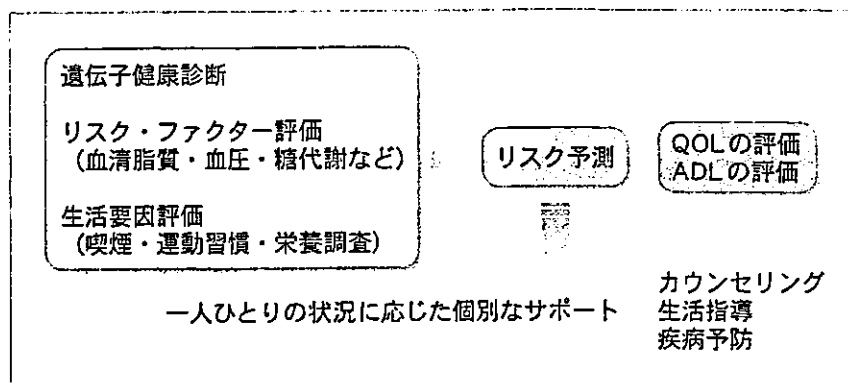 遺伝子健康診断
リスク・ファクター評価
(血清脂質・血圧・糖代謝など)
生活要因評価
(喫煙・運動習慣・栄養調査)
リスク予測
QOLの評価
ADLの評価
一人ひとりの状況に応じた個別なサポート
カウンセリング
生活指導
疾病予防